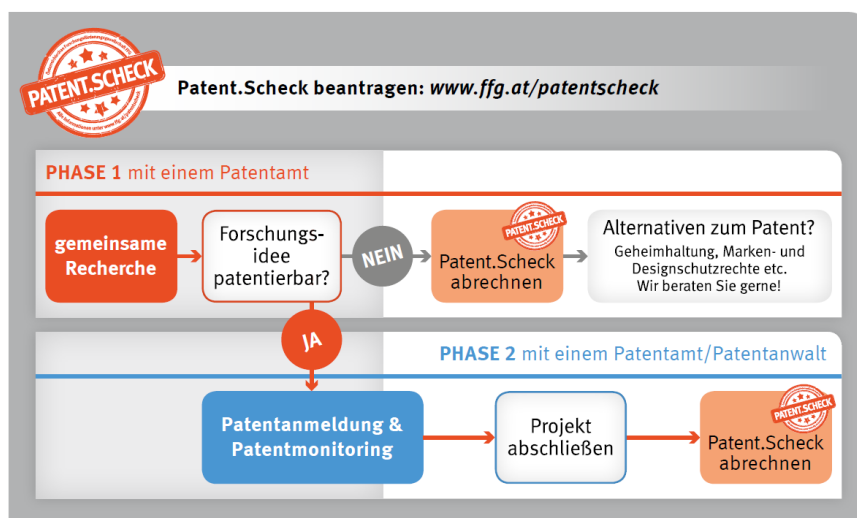 PATENT.SCHECK
Patent.Scheck beantragen: www.ffg.at/patentscheck
PHASE 1 mit einem Patentamt
gemeinsame
Recherche
Forschungs-
idee
patentierbar?
NEIN
PATENT.SCHECK
Patent.Scheck
abrechnen
Alternativen zum Patent?
Geheimhaltung, Marken- und
Designschutzrechte etc.
Wir beraten Sie gerne!
JA
PHASE 2 mit einem Patentamt/Patentanwalt
Patentanmeldung &
Patentmonitoring
Projekt
abschließen
PATENT.SCHECK
Patent.Scheck
abrechnen